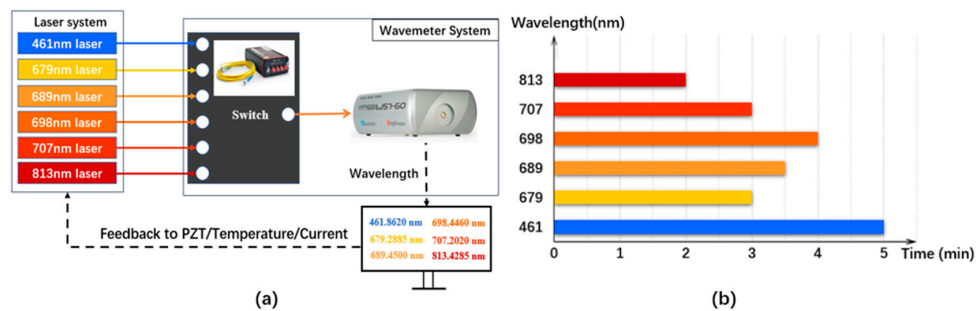 Laser system
461nm laser
679nm laser
689nm laser
698nm laser
707nm laser
813nm laser
Switch
Wavemeter System
WS7-60
Wavelength
Feedback to PZT/Temperature/Current
461.8620 nm 698.4460 nm
679.2885 nm 707.2020 nm
689.4500 nm 813.4285 nm
(a)
Wavelength(nm)
813
707
698
689
679
461
0 1 2 3 4 5 Time (min)
(b)